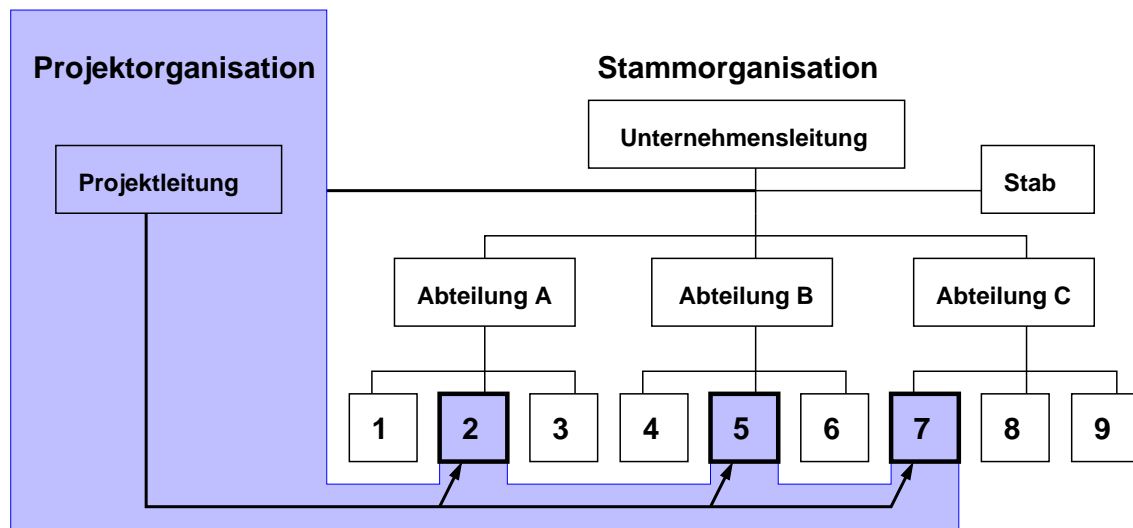 Projektorganisation
Stammorganisation
Unternehmensleitung
Projektleitung
Stab
Abteilung A
Abteilung B
Abteilung C
1
2
3
4
5
6
7
8
9